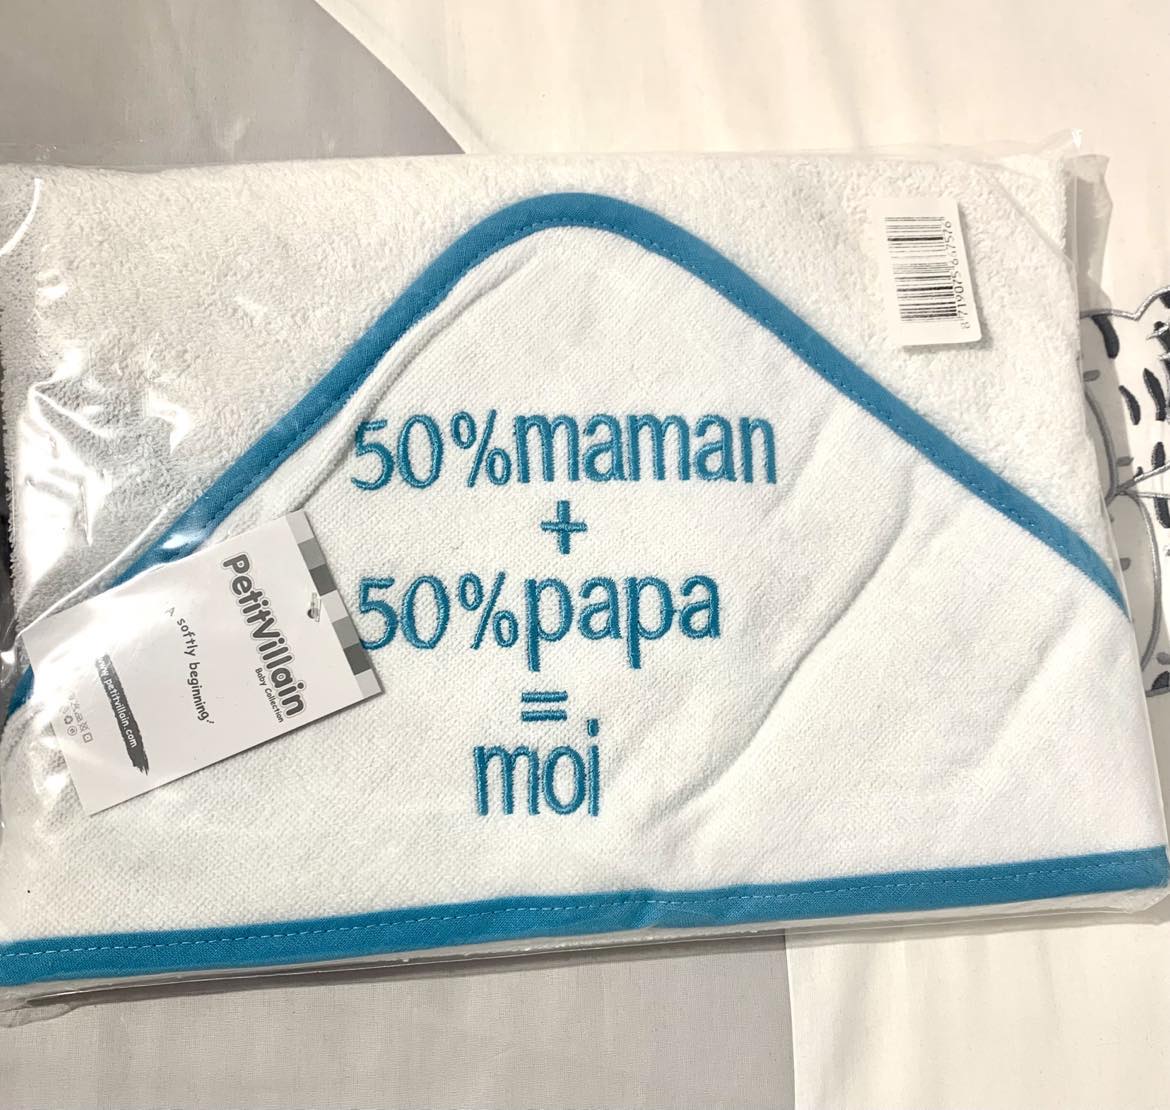 50%maman
+
50%papa
=
moi
PetitVillain
Baby Collection
A softly beginning!
www.petitvillain.com